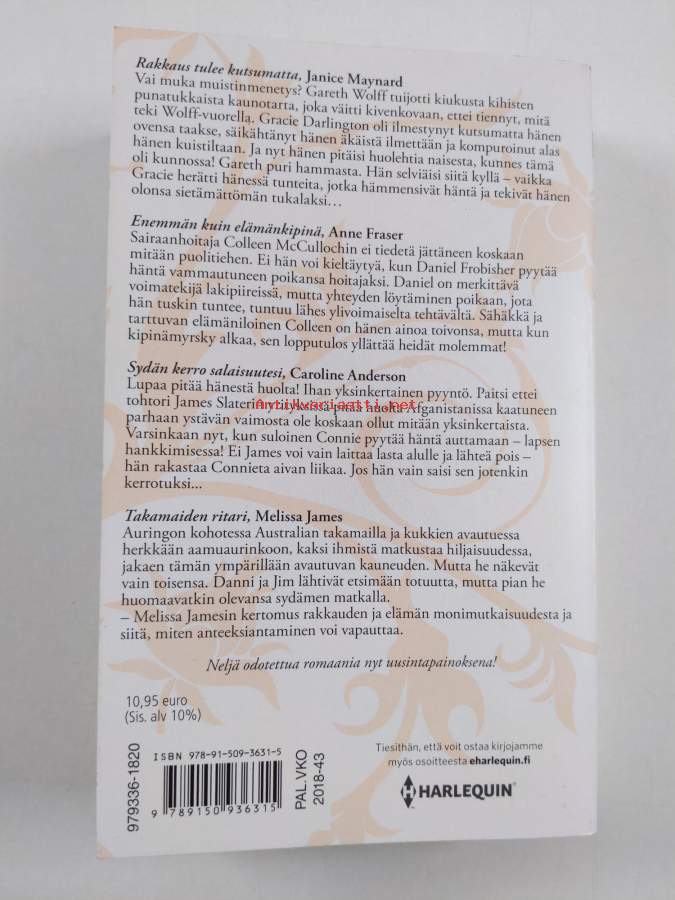 Rakkaus tulee kutsumatta, Janice Maynard
Vai muka muistinmenetys? Gareth Wolff tuijotti kiukusta kihisten
punatukkaista kaunotarta, joka väitti kivenkovaan, ettei tiennyt, mitä
teki Wolff-vuorella. Gracie Darlington oli ilmestynyt kutsumatta hänen
ovensa taakse, säikähtänyt hänen äkäistä ilmettään ja kompuroinut alas
hänen kuistiltaan. Ja nyt hänen pitäisi huolehtia naisesta, kunnes tämä
oli kunnossa! Gareth puri hammasta. Hän selviäisi siitä kyllä – vaikka
Gracie herätti hänessä tunteita, jotka hämmensivät häntä ja tekivät hänen
olonsa sietämättömän tukalaksi…
Enemmän kuin elämänkipinä, Anne Fraser
Sairaanhoitaja Colleen McCullochin ei tiedetä jättäneen koskaan
mitään puolitiehen. Ei hän voi kieltäytyä, kun Daniel Frobisher pyytää
häntä vammautuneen poikansa hoitajaksi. Daniel on merkittävä
voimatekijä lakipiireissä, mutta yhteyden löytäminen poikaan, jota
hän tuskin tuntee, tuntuu lähes ylivoimaiselta tehtävältä. Sähäkkä ja
tarttuvan elämäniloinen Colleen on hänen ainoa toivonsa, mutta kun
kipinämyrsky alkaa, sen lopputulos yllättää heidät molemmat!
Sydän kerro salaisuutesi, Caroline Anderson
Lupaa pitää hänestä huolta! Ihan yksinkertainen pyyntö. Paitsi ettei
tohtori James Slaterin yrityksistä pitää huolta Afganistanissa kaatuneen
Antikvariaatti.net
parhaan ystävän vaimosta ole koskaan ollut mitään yksinkertaista.
Varsinkaan nyt, kun suloinen Connie pyytää häntä auttamaan – lapsen
hankkimisessa! Ei James voi vain laittaa lasta alulle ja lähteä pois –
hän rakastaa Connieta aivan liikaa. Jos hän vain saisi sen jotenkin
kerrotuksi...
Takamaiden ritari, Melissa James
Auringon kohotessa Australian takamailla ja kukkien avautuessa
herkkään aamuaurinkoon, kaksi ihmistä matkustaa hiljaisuudessa,
jakaen tämän ympärillään avautuvan kauneuden. Mutta he näkevät
vain toisensa. Danni ja Jim lähtivät etsimään totuutta, mutta pian he
huomaavatkin olevansa sydämen matkalla.
– Melissa Jamesin kertomus rakkauden ja elämän monimutkaisuudesta ja
siitä, miten anteeksiantaminen voi vapauttaa.
Neljä odotettua romaania nyt uusintapainoksena!
10,95 euro
(Sis. alv 10%)
979336-1820
ISBN 978-91-509-3631-5
9 789150 936315
PAL.VKO
2018-43
Tiesithän, että voit ostaa kirjojamme
myös osoitteesta eharlequin.fi
HARLEQUIN